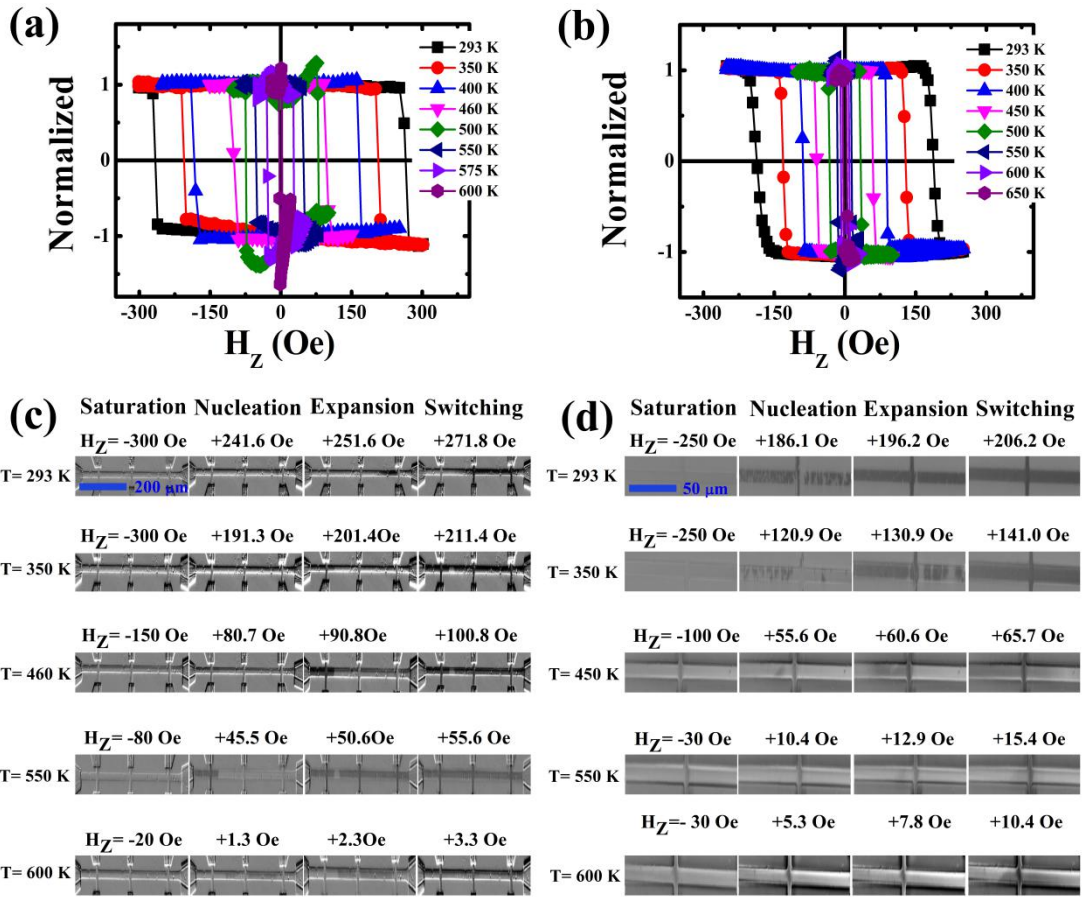 (a)
Normalized
1
0
-1
-300 -150 0 150 300
H_Z (Oe)
293 K
350 K
400 K
460 K
500 K
550 K
575 K
600 K
(b)
Normalized
1
0
-1
-300 -150 0 150 300
H_Z (Oe)
293 K
350 K
400 K
450 K
500 K
550 K
600 K
650 K
(c)
Saturation Nucleation Expansion Switching
H_Z= -300 Oe +241.6 Oe +251.6 Oe +271.8 Oe
T= 293 K
200 μm
-300 Oe +191.3 Oe +201.4Oe +211.4 Oe
T= 350 K
H_Z= -150 Oe +80.7 Oe +90.8Oe +100.8 Oe
T= 460 K
H_Z= -80 Oe +45.5 Oe +50.6Oe +55.6 Oe
T= 550 K
H_Z= -20 Oe +1.3 Oe +2.3Oe +3.3 Oe
T= 600 K
(d)
Saturation Nucleation Expansion Switching
H_Z= -250 Oe +186.1 Oe +196.2 Oe +206.2 Oe
T= 293 K
50 μm
H_Z= -250 Oe +120.9 Oe +130.9 Oe +141.0 Oe
T= 350 K
H_Z= -100 Oe +55.6 Oe +60.6 Oe +65.7 Oe
T= 450 K
H_Z= -30 Oe +10.4 Oe +12.9 Oe +15.4 Oe
T= 550 K
H_Z=- 30 Oe +5.3 Oe +7.8 Oe +10.4 Oe
T= 600 K